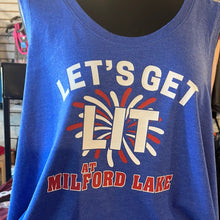 LET'S GET
LIT
AT
MILFORD LAKE